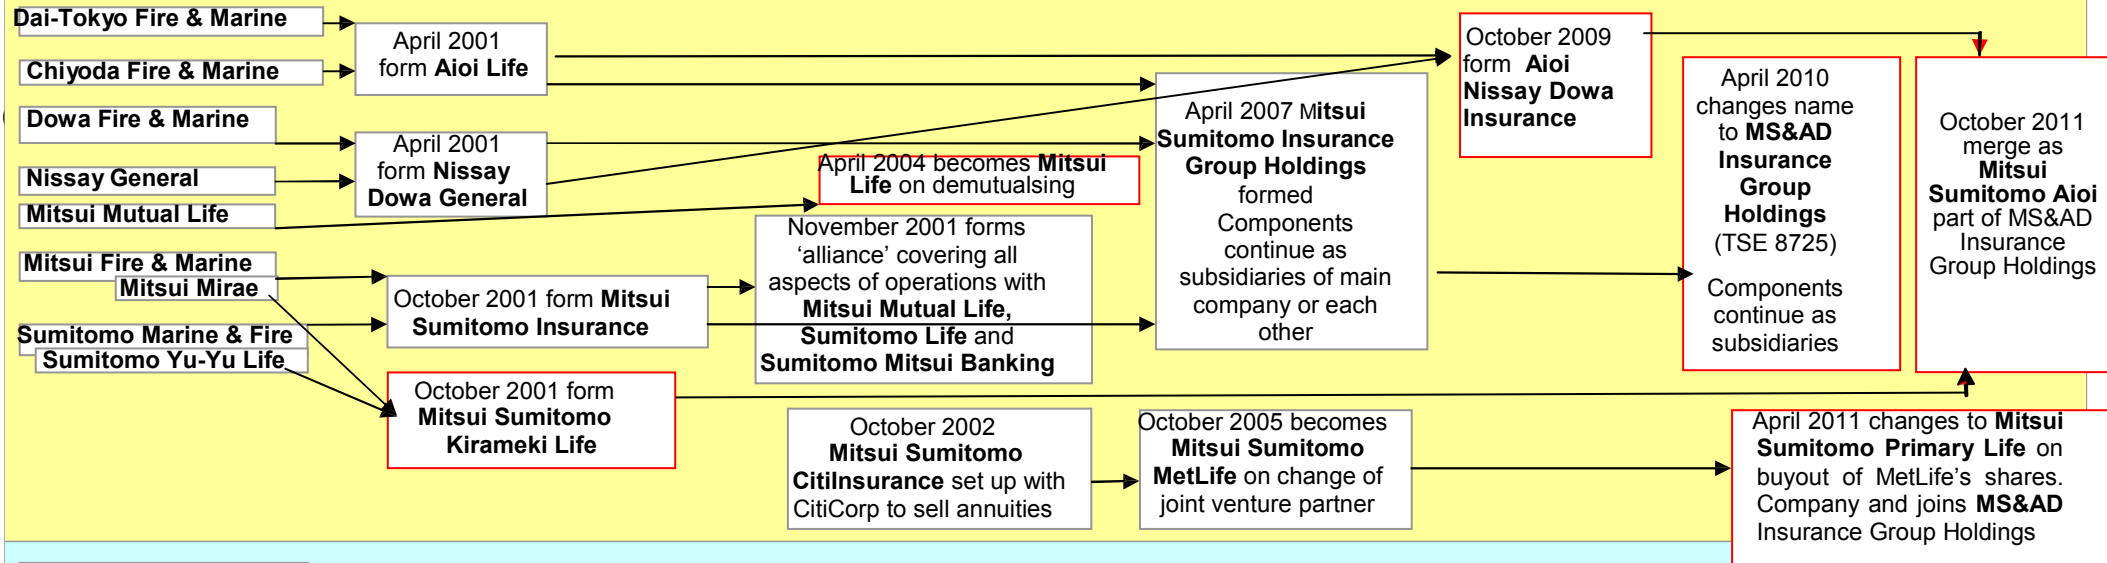 Dai-Tokyo Fire & Marine
Chiyoda Fire & Marine
Dowa Fire & Marine
Nissay General
Mitsui Mutual Life
Mitsui Fire & Marine
Mitsui Mirae
Sumitomo Marine & Fire
Sumitomo Yu-Yu Life
April 2001
form Aioi Life
April 2001
form Nissay
Dowa General
October 2001 form Mitsui
Sumitomo Insurance
October 2001 form
Mitsui Sumitomo
Kirameki Life
April 2004 becomes Mitsui
Life on demutualsing
November 2001 forms
‘alliance’ covering all
aspects of operations with
Mitsui Mutual Life,
Sumitomo Life and
Sumitomo Mitsui Banking
October 2002
Mitsui Sumitomo
CitiInsurance set up with
CitiCorp to sell annuities
April 2007 Mitsui
Sumitomo Insurance
Group Holdings
formed
Components
continue as
subsidiaries of main
company or each
other
October 2005 becomes
Mitsui Sumitomo
MetLife on change of
joint venture partner
October 2009
form Aioi
Nissay Dowa
Insurance
April 2010
changes name
to MS&AD
Insurance
Group
Holdings
(TSE 8725)
Components
continue as
subsidiaries
October 2011
merge as
Mitsui
Sumitomo Aioi
part of MS&AD
Insurance
Group Holdings
April 2011 changes to Mitsui
Sumitomo Primary Life on
buyout of MetLife’s shares.
Company and joins MS&AD
Insurance Group Holdings